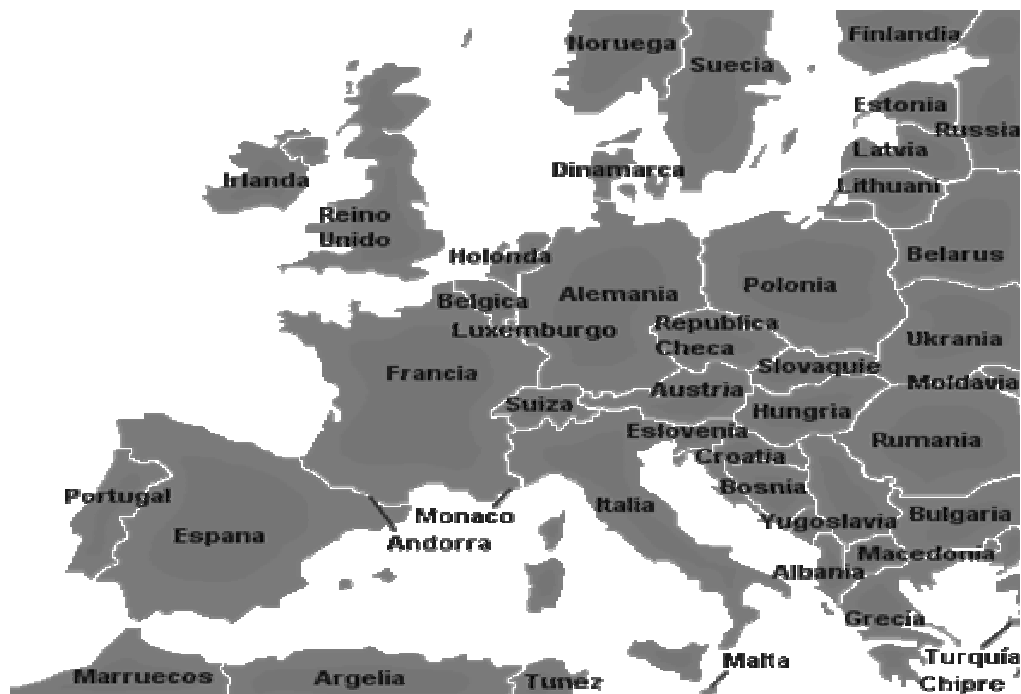 Noruega
Finlandia
Suecia
Estonia
Russia
Latvia
Dinamarca
Irlanda
Lithuani
Reino
Unido
Holonda
Belarus
Polonia
Alemania
Belgica
Luxemburgo
Republica
Checa
Ukrania
Slovaquie
Francia
Moldavia
Austria
Suiza
Hungria
Eslovenia
Rumania
Croatia
Bosnia
Portugal
Italia
Monaco
Yugoslavia
Bulgaria
Espana
Andorra
Macedonia
Albania
Grecia
Turquía
Malta
Marruecos
Argelia
Tunez
Chipre